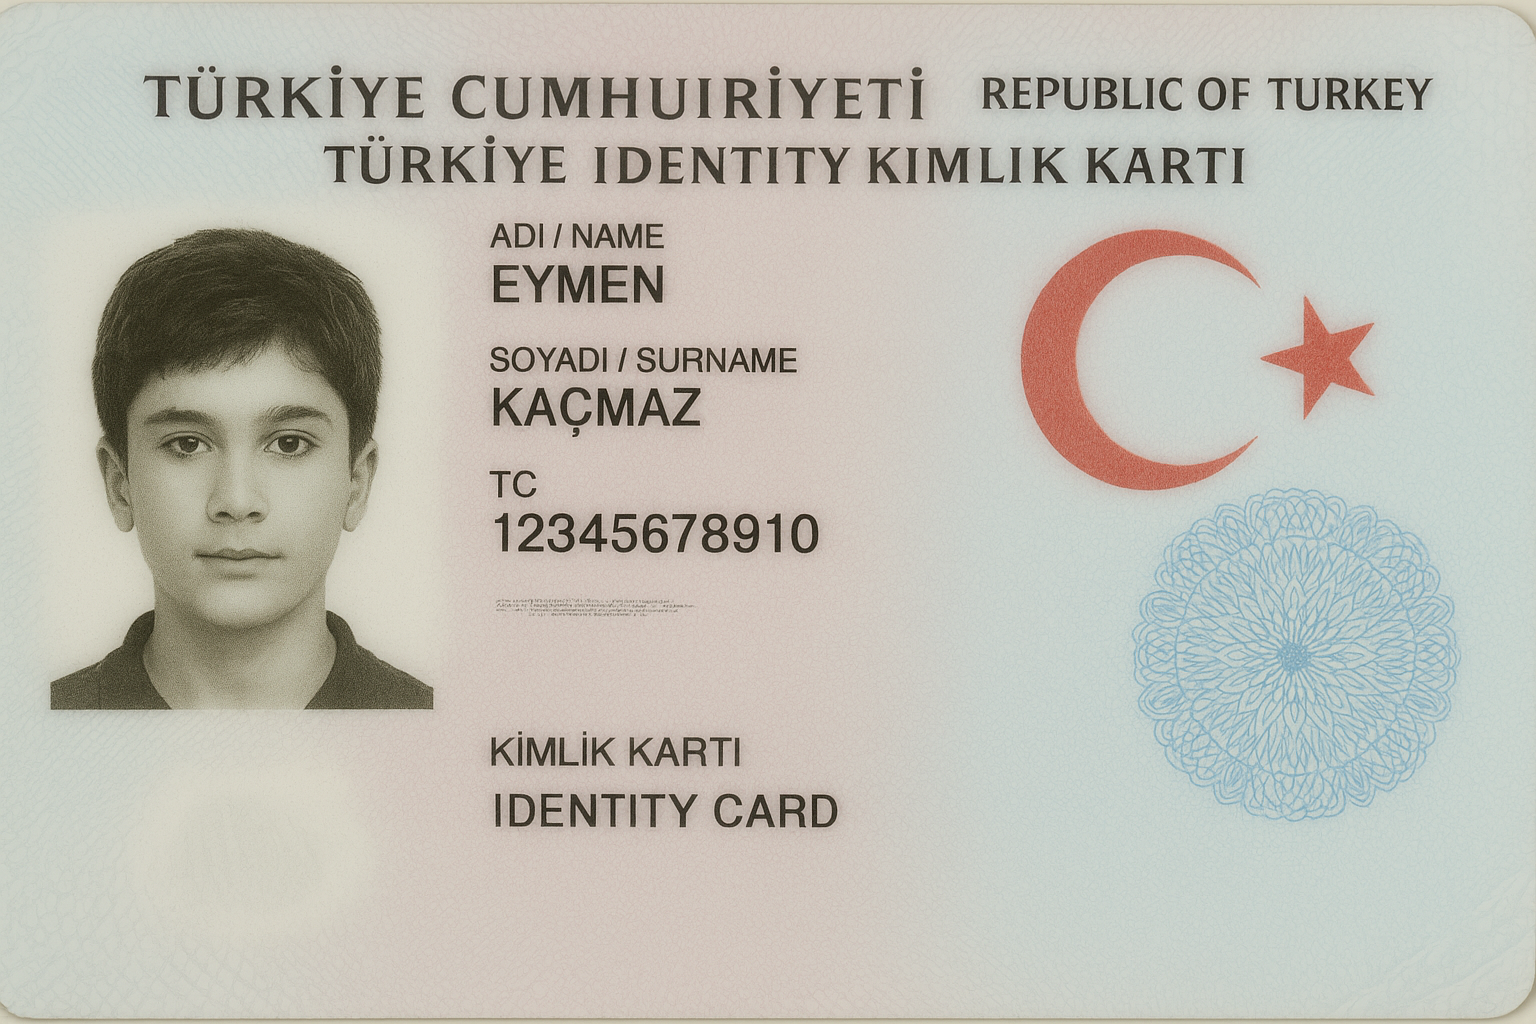 TÜRKİYE CUMHUIRİYETİ REPUBLIC OF TURKEY
TÜRKİYE IDENTITY KIMLIK KARTI
ADI / NAME
EYMEN
SOYADI / SURNAME
KAÇMAZ
TC
12345678910
KİMLİK KARTI
IDENTITY CARD